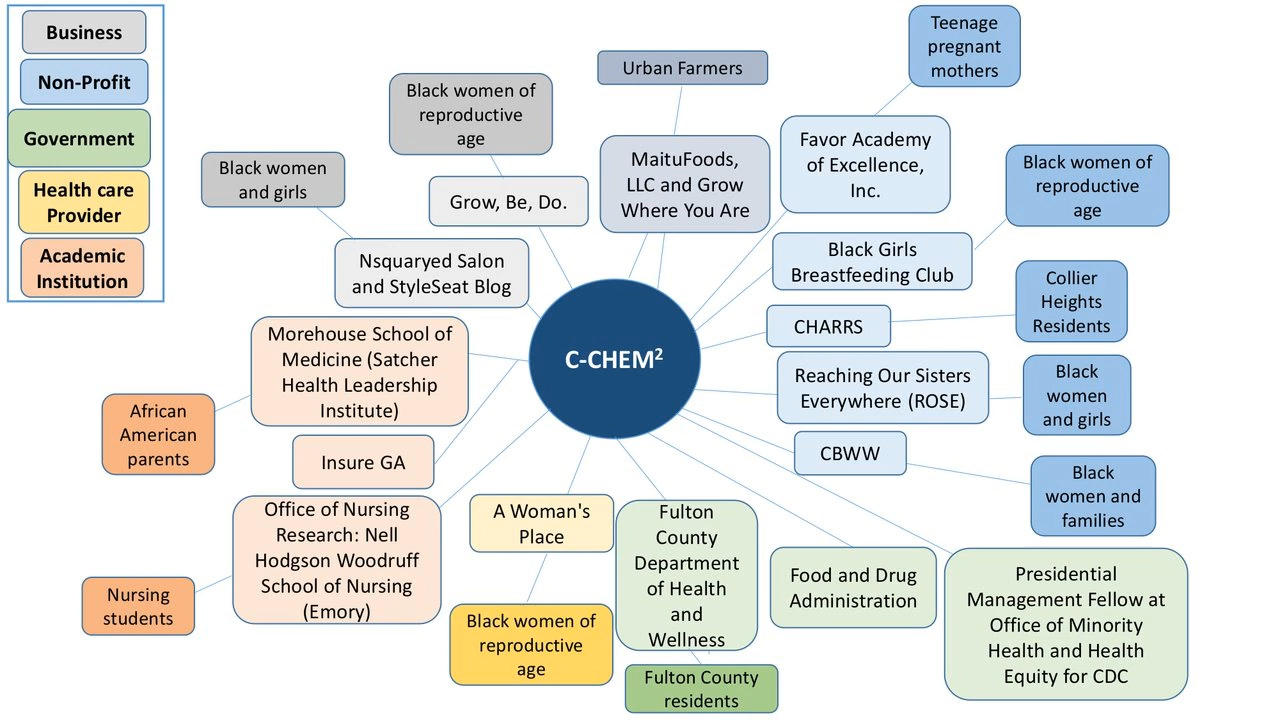 Business
Non-Profit
Government
Health care
Provider
Academic
Institution
Teenage
pregnant
mothers
Urban Farmers
Black women of
reproductive
age
Black women
and girls
Grow, Be, Do.
MaituFoods,
LLC and Grow
Where You Are
Favor Academy
of Excellence,
Inc.
Black women of
reproductive
age
Nsquaryed Salon
and StyleSeat Blog
Black Girls
Breastfeeding Club
Collier
Heights
Residents
CHARRS
C-CHEM²
Morehouse School of
Medicine (Satcher
Health Leadership
Institute)
Reaching Our Sisters
Everywhere (ROSE)
Black
women
and girls
African
American
parents
Insure GA
CBWW
Black
women and
families
Office of Nursing
Research: Nell
Hodgson Woodruff
School of Nursing
(Emory)
A Woman's
Place
Fulton
County
Department
of Health
and
Wellness
Food and Drug
Administration
Presidential
Management Fellow at
Office of Minority
Health and Health
Equity for CDC
Nursing
students
Black women of
reproductive
age
Fulton County
residents